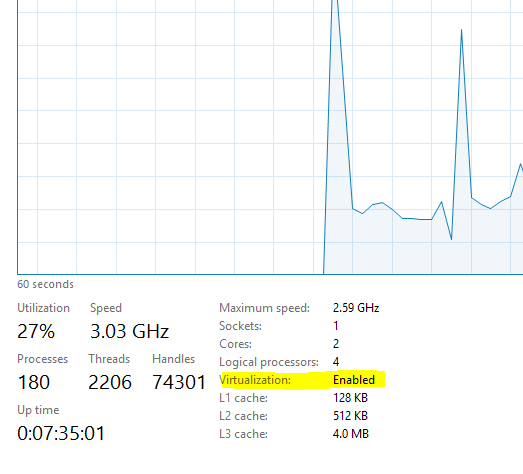 60 seconds
Utilization Speed
27% 3.03 GHz
Processes Threads Handles
180 2206 74301
Up time
0:07:35:01
Maximum speed: 2.59 GHz
Sockets: 1
Cores: 2
Logical processors: 4
Virtualization: Enabled
L1 cache: 128 KB
L2 cache: 512 KB
L3 cache: 4.0 MB